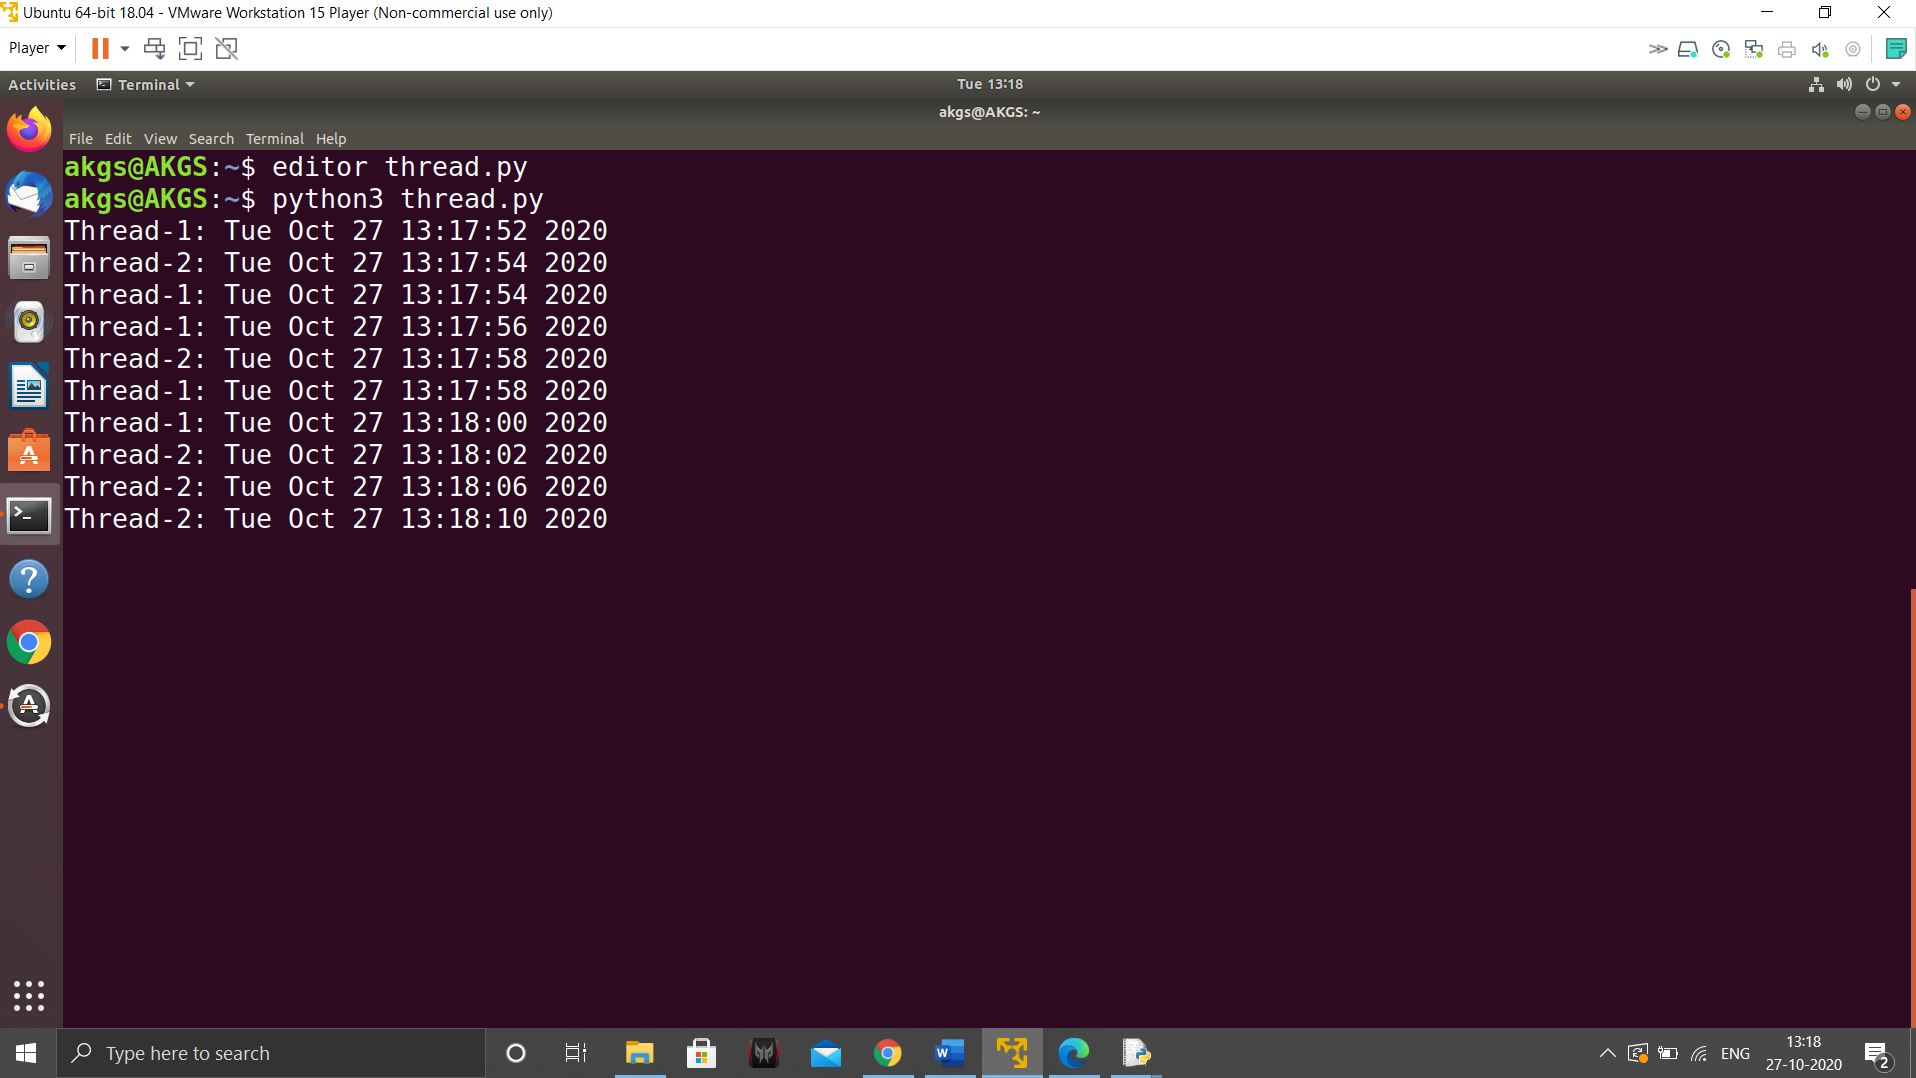 Ubuntu 64-bit 18.04 - VMware Workstation 15 Player (Non-commercial use only)
Player
Activities Terminal Tue 13:18
akgs@AKGS: ~
File Edit View Search Terminal Help
akgs@AKGS:~$ editor thread.py
akgs@AKGS:~$ python3 thread.py
Thread-1: Tue Oct 27 13:17:52 2020
Thread-2: Tue Oct 27 13:17:54 2020
Thread-1: Tue Oct 27 13:17:54 2020
Thread-1: Tue Oct 27 13:17:56 2020
Thread-2: Tue Oct 27 13:17:58 2020
Thread-1: Tue Oct 27 13:17:58 2020
Thread-1: Tue Oct 27 13:18:00 2020
Thread-2: Tue Oct 27 13:18:02 2020
Thread-2: Tue Oct 27 13:18:06 2020
Thread-2: Tue Oct 27 13:18:10 2020
Type here to search
ENG
13:18
27-10-2020
2